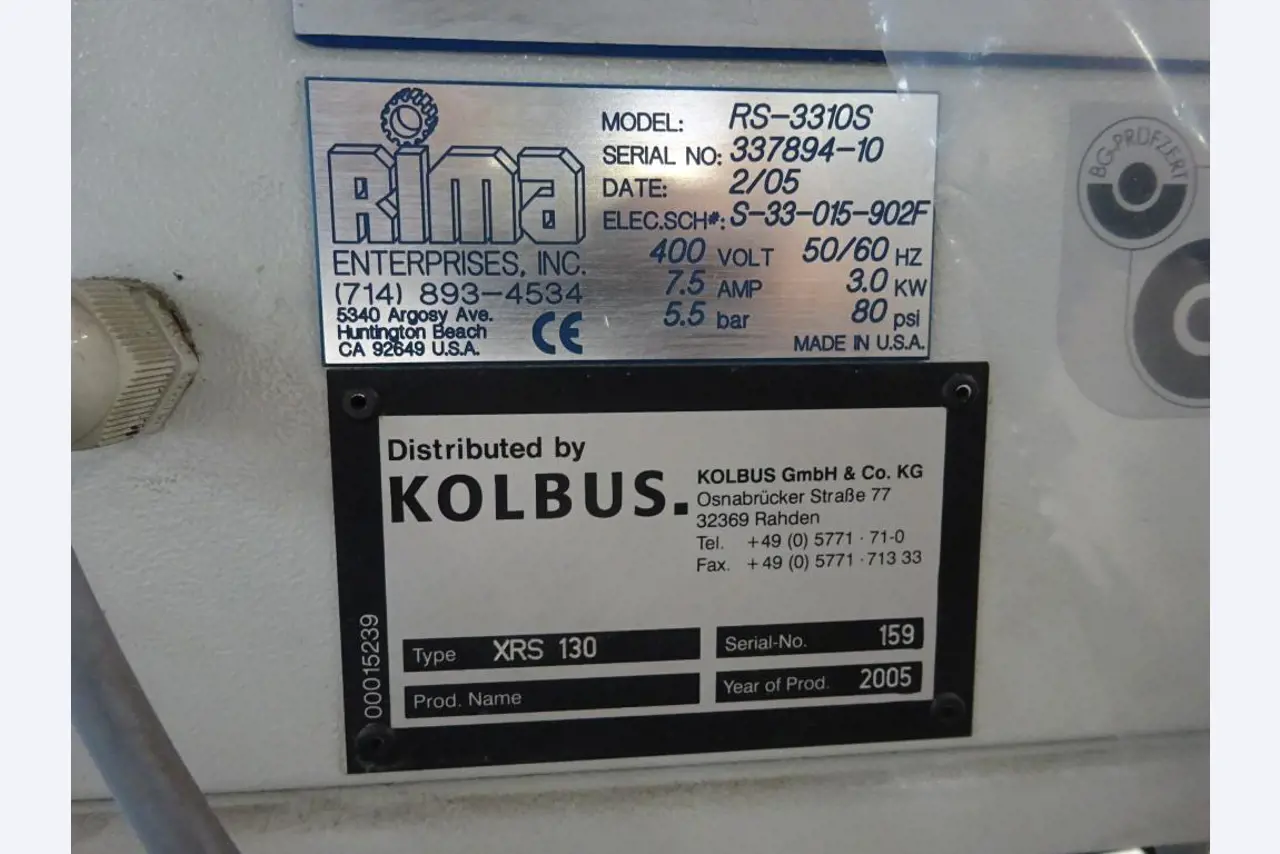 Rima
ENTERPRISES, INC.
(714) 893-4534
5340 Argosy Ave.
Huntington Beach
CA 92649 U.S.A.
CE
MODEL: RS-3310S
SERIAL NO: 337894-10
DATE: 2/05
ELEC.SCH#: S-33-015-902F
400 VOLT 50/60 HZ
7.5 AMP 3.0 KW
5.5 bar 80 psi
MADE IN U.S.A.
BG-PRÜFZERT
Distributed by
KOLBUS.
KOLBUS GmbH & Co. KG
Osnabrücker Straße 77
32369 Rahden
Tel. +49 (0) 5771 · 71-0
Fax. +49 (0) 5771 · 713 33
00015239
Type XRS 130
Serial-No. 159
Prod. Name
Year of Prod. 2005